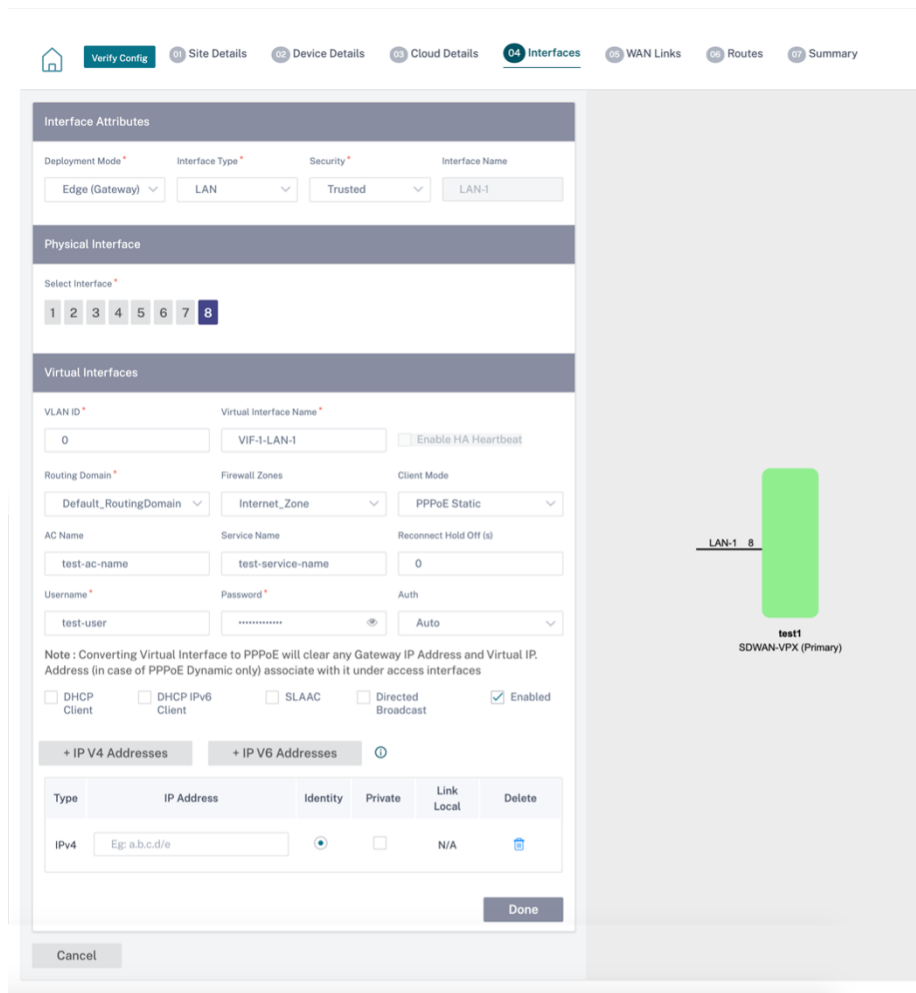 Verify Config
01 Site Details
02 Device Details
03 Cloud Details
04 Interfaces
05 WAN Links
06 Routes
07 Summary
Interface Attributes
Deployment Mode * Interface Type * Security * Interface Name
Edge (Gateway) LAN Trusted LAN-1
Physical Interface
Select Interface *
1 2 3 4 5 6 7 8
Virtual Interfaces
VLAN ID * Virtual Interface Name *
0 VIF-1-LAN-1 Enable HA Heartbeat
Routing Domain * Firewall Zones Client Mode
Default_RoutingDomain Internet_Zone PPPoE Static
AC Name Service Name Reconnect Hold Off (s)
test-ac-name test-service-name 0
Username * Password * Auth
test-user ••••••••••••• Auto
Note : Converting Virtual Interface to PPPoE will clear any Gateway IP Address and Virtual IP.
Address (in case of PPPoE Dynamic only) associate with it under access interfaces
DHCP Client
DHCP IPv6 Client
SLAAC
Directed Broadcast
Enabled
+ IP V4 Addresses + IP V6 Addresses
Type IP Address Identity Private Link Local Delete
IPv4 Eg: a.b.c.d/e N/A
Done
Cancel
LAN-1 8
test1
SDWAN-VPX (Primary)